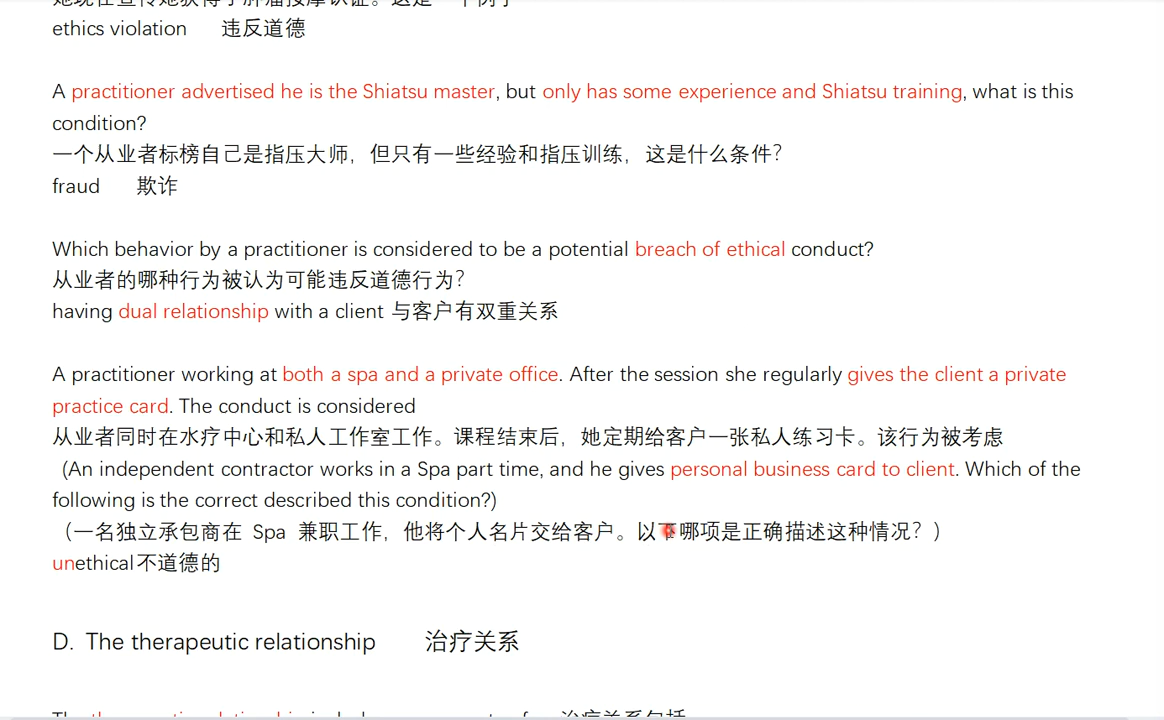 ethics violation 违反道德
A practitioner advertised he is the Shiatsu master, but only has some experience and Shiatsu training, what is this
condition?
一个从业者标榜自己是指压大师，但只有一些经验和指压训练，这是什么条件？
fraud 欺诈
Which behavior by a practitioner is considered to be a potential breach of ethical conduct?
从业者的哪种行为被认为可能违反道德行为？
having dual relationship with a client 与客户有双重关系
A practitioner working at both a spa and a private office. After the session she regularly gives the client a private
practice card. The conduct is considered
从业者同时在水疗中心和私人工作室工作。课程结束后，她定期给客户一张私人练习卡。该行为被考虑
(An independent contractor works in a Spa part time, and he gives personal business card to client. Which of the
following is the correct described this condition?)
（一名独立承包商在 Spa 兼职工作，他将个人名片交给客户。以下哪项是正确描述这种情况？）
unethical不道德的
D. The therapeutic relationship 治疗关系